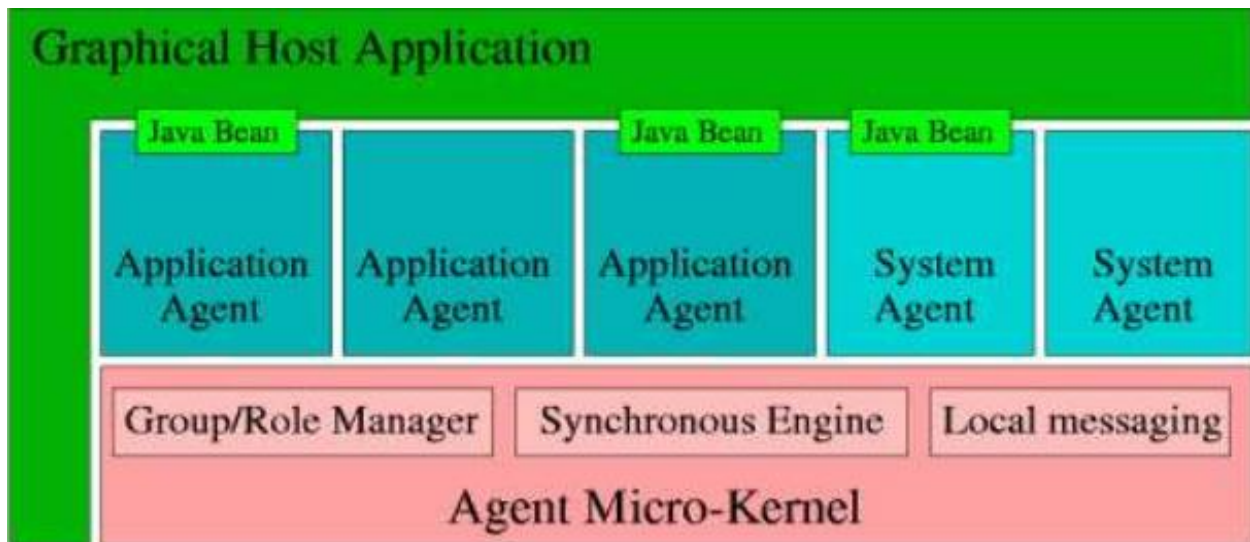 Graphical Host Application
Java Bean
Java Bean
Java Bean
Application
Agent
Application
Agent
Application
Agent
System
Agent
System
Agent
Group/Role Manager
Synchronous Engine
Local messaging
Agent Micro-Kernel